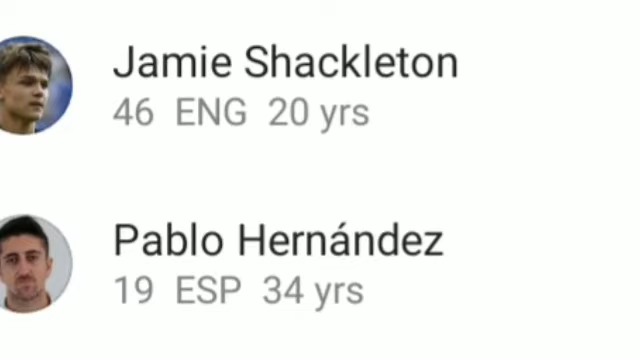 Jamie Shackleton
46 ENG 20 yrs
Pablo Hernández
19 ESP 34 yrs